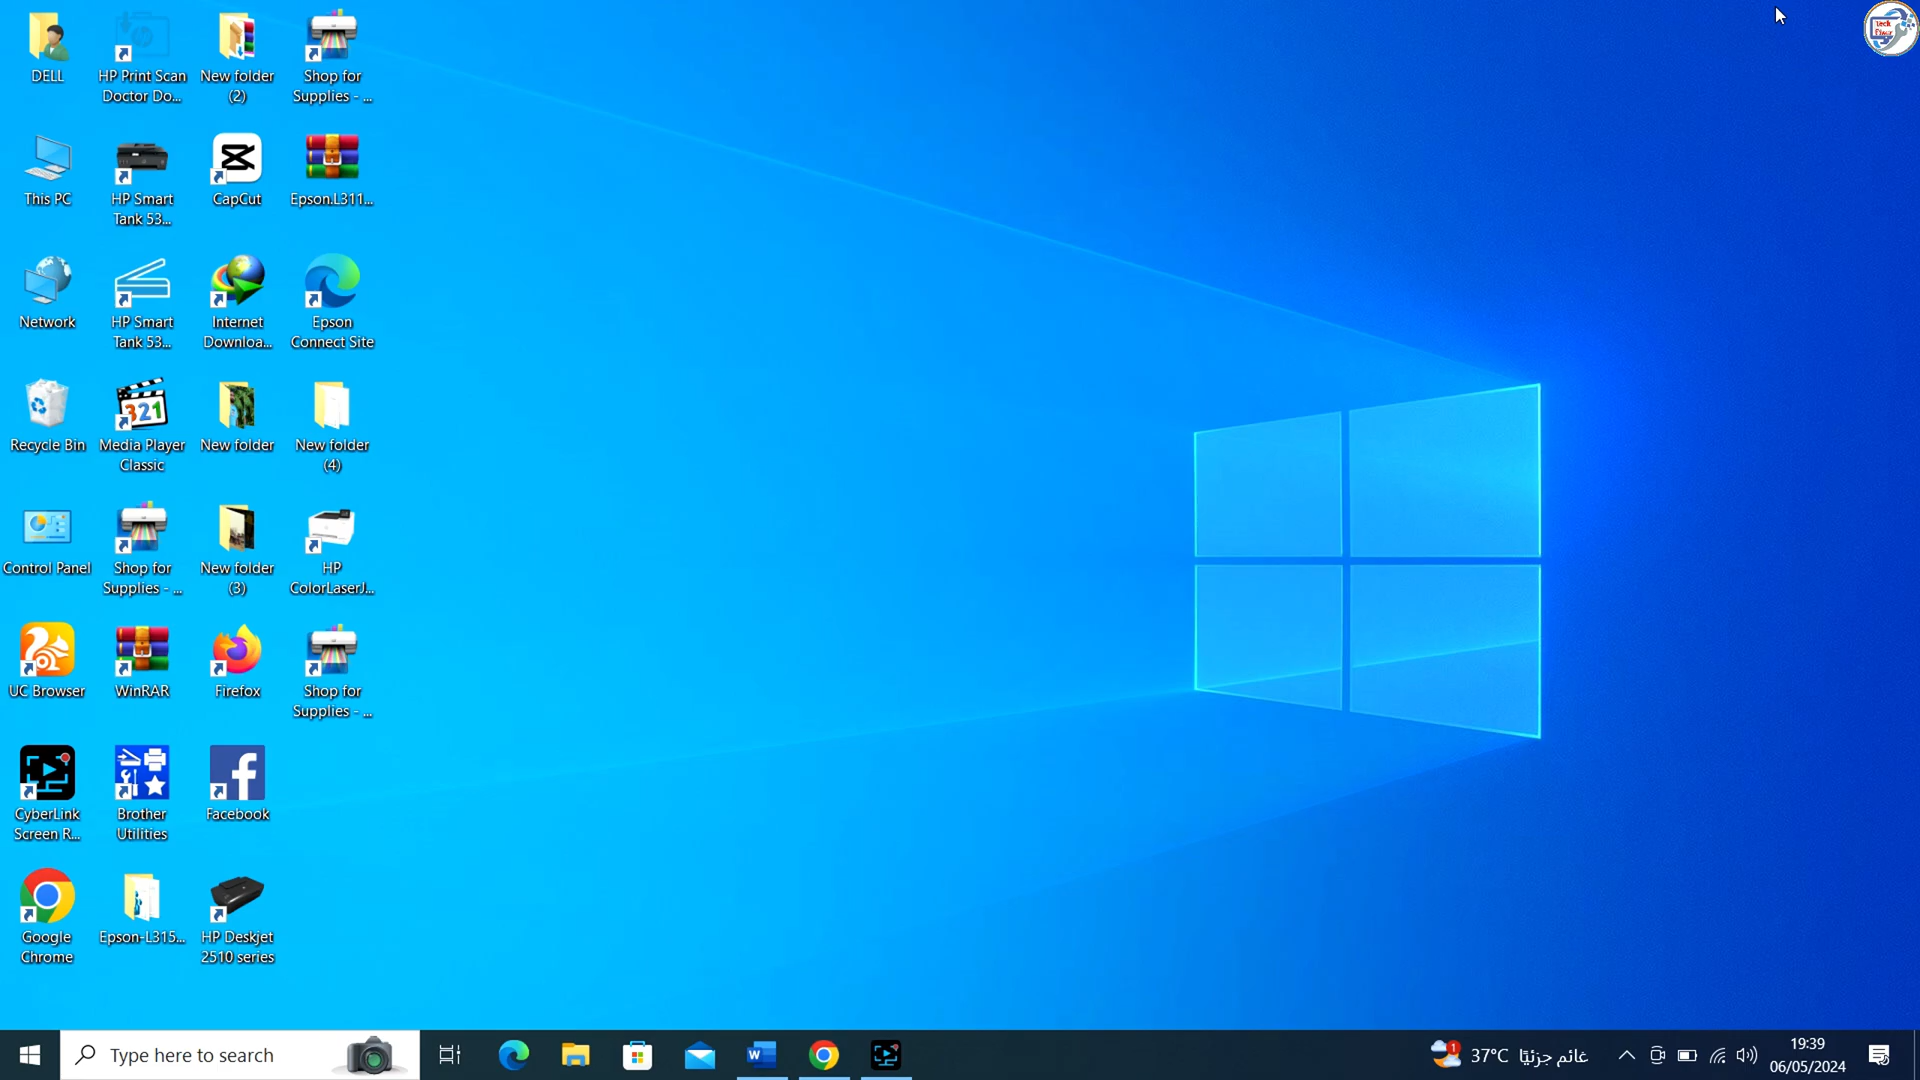 DELL
HP Print Scan
Doctor Do...
New folder
(2)
Shop for
Supplies - ...
This PC
HP Smart
Tank 53...
CapCut
Epson.L311...
Network
HP Smart
Tank 53...
Internet
Downloa...
Epson
Connect Site
Recycle Bin
321
Media Player
Classic
New folder
New folder
(4)
Control Panel
Shop for
Supplies - ...
New folder
(3)
HP
ColorLaserJ...
UC Browser
WinRAR
Firefox
Shop for
Supplies - ...
CyberLink
Screen R...
Brother
Utilities
Facebook
Google
Chrome
Epson-L315...
HP Deskjet
2510 series
Type here to search
1
37°C غائم جزئيًا
19:39
06/05/2024